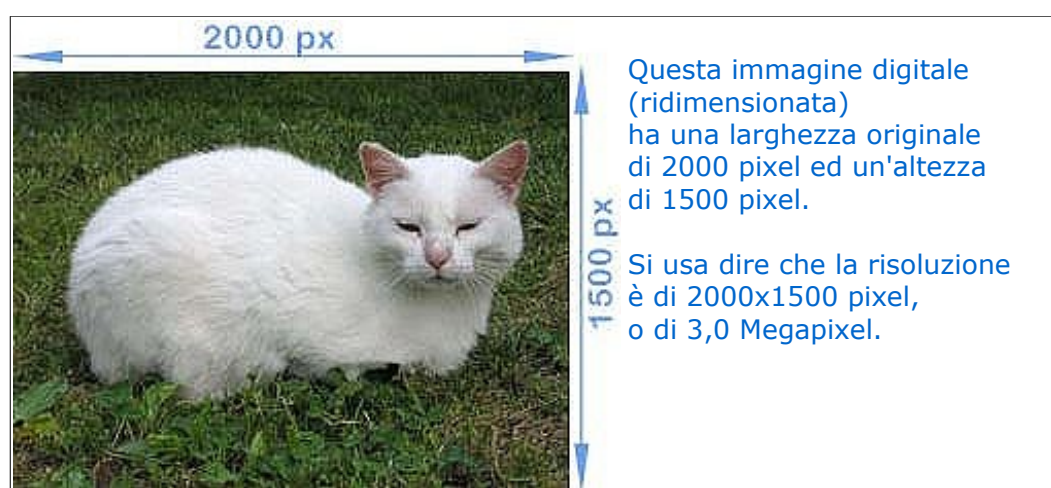 2000 px
Questa immagine digitale
(ridimensionata)
ha una larghezza originale
di 2000 pixel ed un'altezza
di 1500 pixel.
1500 px
Si usa dire che la risoluzione
è di 2000x1500 pixel,
o di 3,0 Megapixel.